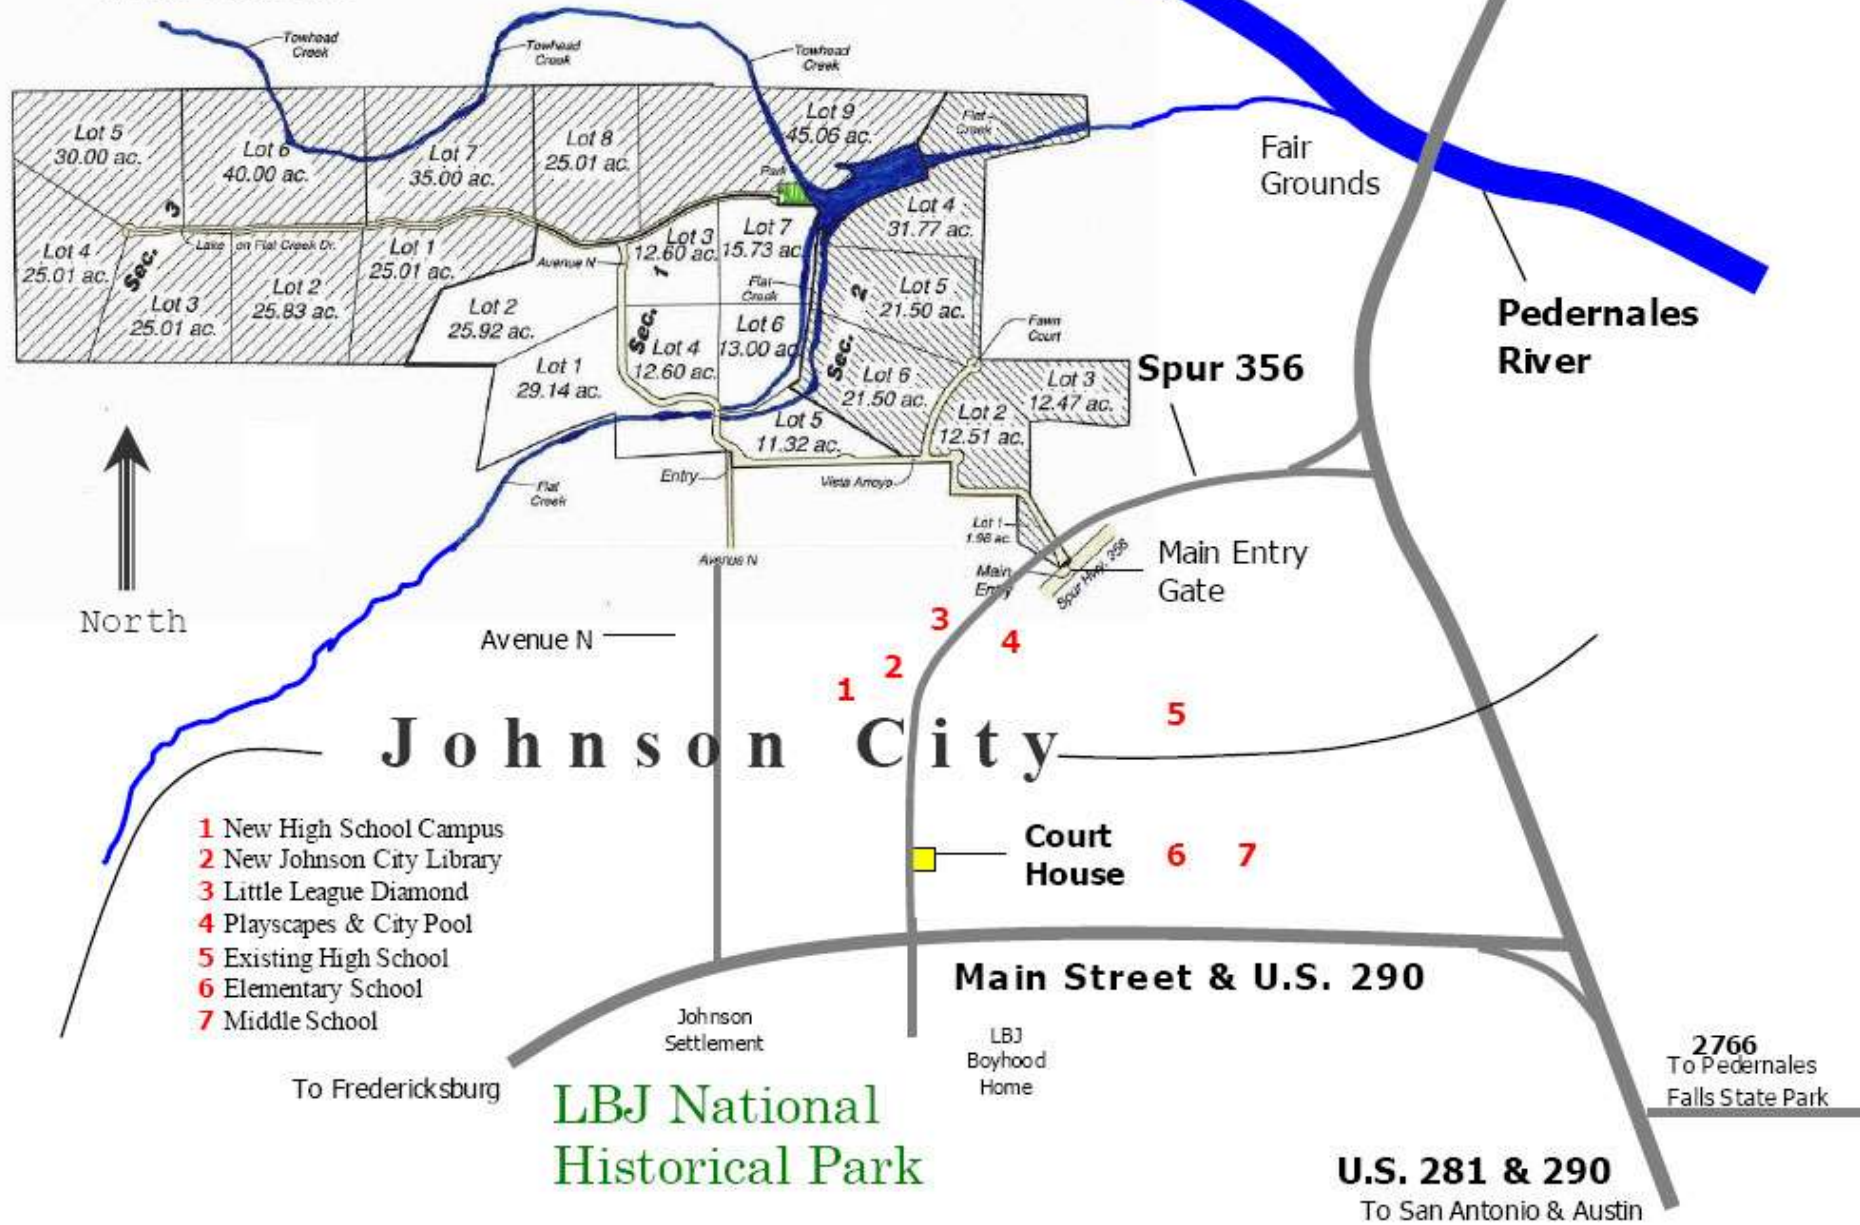 Towhead
Creek
Towhead
Creek
Towhead
Creek
Lot 5
30.00 ac.
Lot 6
40.00 ac.
Lot 7
35.00 ac.
Lot 8
25.01 ac.
Lot 9
45.06 ac.
Flat
Creek
Park
Fair
Grounds
Lot 4
25.01 ac.
3
Sec.
Lake on Flat Creek Dr.
Lot 3
25.01 ac.
Lot 2
25.83 ac.
Lot 1
25.01 ac.
Avenue N
Lot 3
12.60 ac.
Lot 7
15.73 ac.
Lot 4
31.77 ac.
1
Sec.
Flat
Creek
2
Sec.
Lot 5
21.50 ac.
Lot 2
25.92 ac.
Lot 1
29.14 ac.
Lot 4
12.60 ac.
Lot 6
13.00 ac
Lot 6
21.50 ac.
Fawn
Court
Lot 3
12.47 ac.
Lot 2
12.51 ac.
Lot 5
11.32 ac.
Pedernales
River
Spur 356
Entry
Vista Arroyo
Flat
Creek
Lot 1
1.96 ac.
Main
Entry
Spur Hwy. 356
Main Entry
Gate
Avenue N
North
Avenue N
3
4
2
1
5
Johnson City
1 New High School Campus
2 New Johnson City Library
3 Little League Diamond
4 Playscapes & City Pool
5 Existing High School
6 Elementary School
7 Middle School
Court
House
6 7
Main Street & U.S. 290
Johnson
Settlement
LBJ
Boyhood
Home
To Fredericksburg
LBJ National
Historical Park
2766
To Pedernales
Falls State Park
U.S. 281 & 290
To San Antonio & Austin